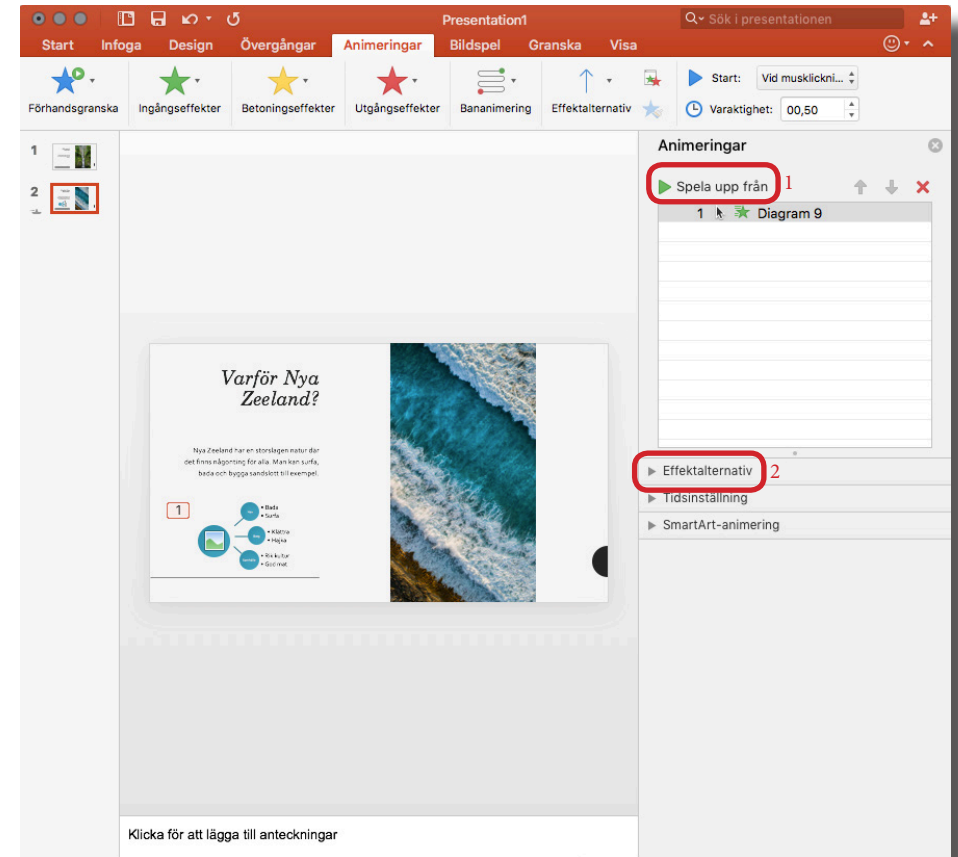 Presentation1
Sök i presentationen
Start Infoga Design Övergångar Animeringar Bildspel Granska Visa
Start: Vid musklickni...
Förhandsgranska Ingångseffekter Betoningseffekter Utgångseffekter Bananimering Effektalternativ Varaktighet: 00,50
Animeringar
Spela upp från 1
1 Diagram 9
1
2
Varför Nya
Zeeland?
Nya Zeeland har en storslagen natur där
det finns någonting för alla. Man kan surfa,
bada och bygga sandslott till exempel.
1
• Bada
• Surfa
• Klättra
• Hajka
• Rik kultur
• God mat
Effektalternativ 2
Tidsinställning
SmartArt-animering
Klicka för att lägga till anteckningar